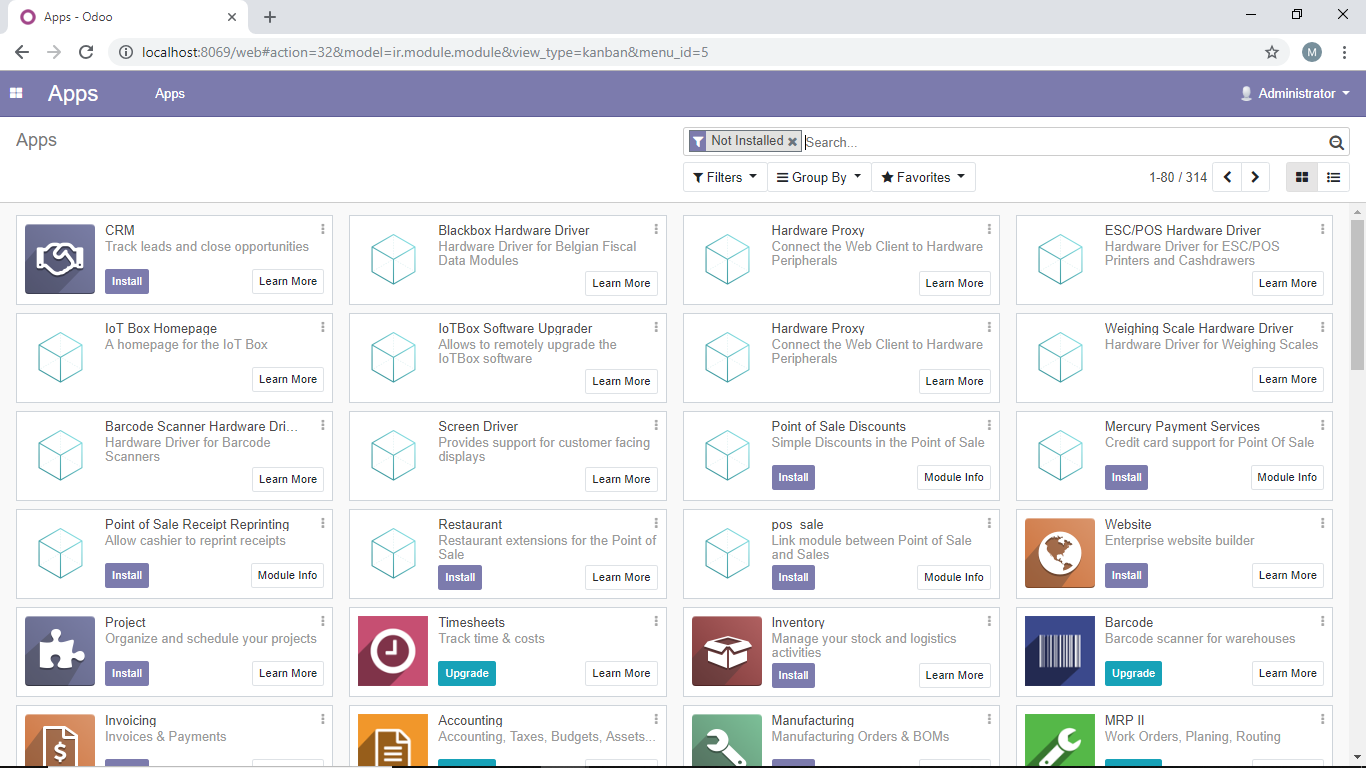 Apps - Odoo
localhost:8069/web#action=32&model=ir.module.module&view_type=kanban&menu_id=5
M
Apps
Apps
Administrator
Apps
Not Installed
Search...
Filters
Group By
Favorites
1-80 / 314
CRM
Track leads and close opportunities
Install
Learn More
Blackbox Hardware Driver
Hardware Driver for Belgian Fiscal
Data Modules
Learn More
Hardware Proxy
Connect the Web Client to Hardware
Peripherals
Learn More
ESC/POS Hardware Driver
Hardware Driver for ESC/POS
Printers and Cashdrawers
Learn More
IoT Box Homepage
A homepage for the IoT Box
Learn More
IoTBox Software Upgrader
Allows to remotely upgrade the
IoTBox software
Learn More
Hardware Proxy
Connect the Web Client to Hardware
Peripherals
Learn More
Weighing Scale Hardware Driver
Hardware Driver for Weighing Scales
Learn More
Barcode Scanner Hardware Dri...
Hardware Driver for Barcode
Scanners
Learn More
Screen Driver
Provides support for customer facing
displays
Learn More
Point of Sale Discounts
Simple Discounts in the Point of Sale
Install
Module Info
Mercury Payment Services
Credit card support for Point Of Sale
Install
Module Info
Point of Sale Receipt Reprinting
Allow cashier to reprint receipts
Install
Module Info
Restaurant
Restaurant extensions for the Point of
Sale
Install
Learn More
pos_sale
Link module between Point of Sale
and Sales
Install
Module Info
Website
Enterprise website builder
Install
Learn More
Project
Organize and schedule your projects
Install
Learn More
Timesheets
Track time & costs
Upgrade
Learn More
Inventory
Manage your stock and logistics
activities
Install
Learn More
Barcode
Barcode scanner for warehouses
Upgrade
Learn More
Invoicing
Invoices & Payments
Accounting
Accounting, Taxes, Budgets, Assets...
Manufacturing
Manufacturing Orders & BOMs
MRP II
Work Orders, Planing, Routing